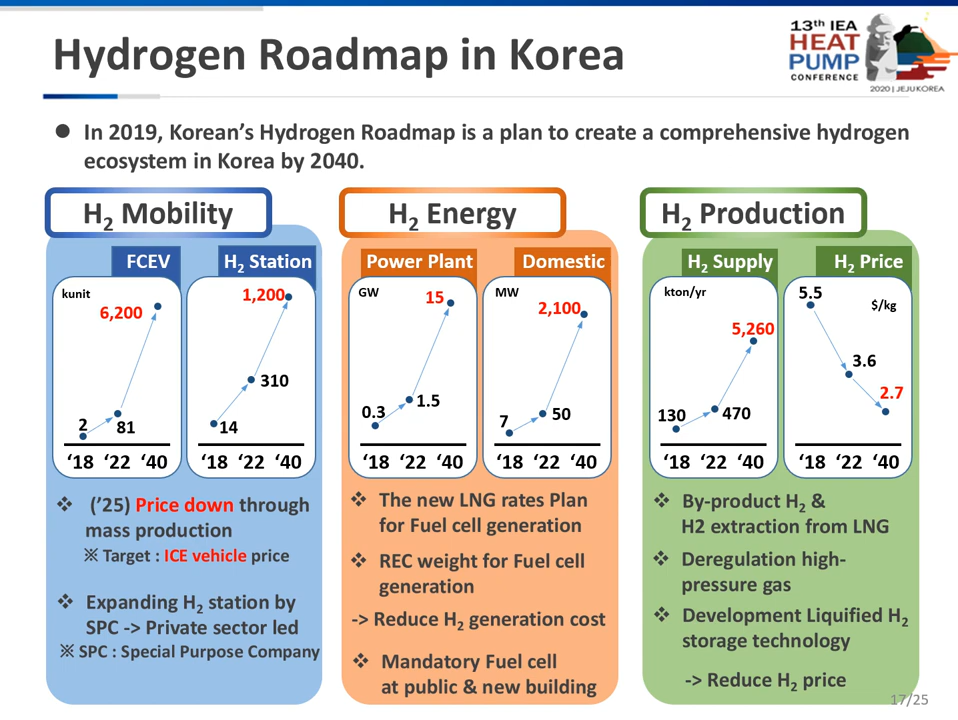 Hydrogen Roadmap in Korea
13th IEA
HEAT
PUMP
CONFERENCE
2020 | JEJU KOREA
● In 2019, Korean’s Hydrogen Roadmap is a plan to create a comprehensive hydrogen
ecosystem in Korea by 2040.
H2 Mobility
FCEV
kunit
6,200
2
81
‘18 ‘22 ‘40
H2 Station
1,200
310
14
‘18 ‘22 ‘40
❖ (’25) Price down through
mass production
※ Target : ICE vehicle price
❖ Expanding H2 station by
SPC -> Private sector led
※ SPC : Special Purpose Company
H2 Energy
Power Plant
GW
15
0.3
1.5
‘18 ‘22 ‘40
Domestic
MW
2,100
7
50
‘18 ‘22 ‘40
❖ The new LNG rates Plan
for Fuel cell generation
❖ REC weight for Fuel cell
generation
-> Reduce H2 generation cost
❖ Mandatory Fuel cell
at public & new building
H2 Production
H2 Supply
kton/yr
5,260
130
470
‘18 ‘22 ‘40
H2 Price
5.5
$/kg
3.6
2.7
‘18 ‘22 ‘40
❖ By-product H2 &
H2 extraction from LNG
❖ Deregulation high-
pressure gas
❖ Development Liquified H2
storage technology
-> Reduce H2 price
17/25